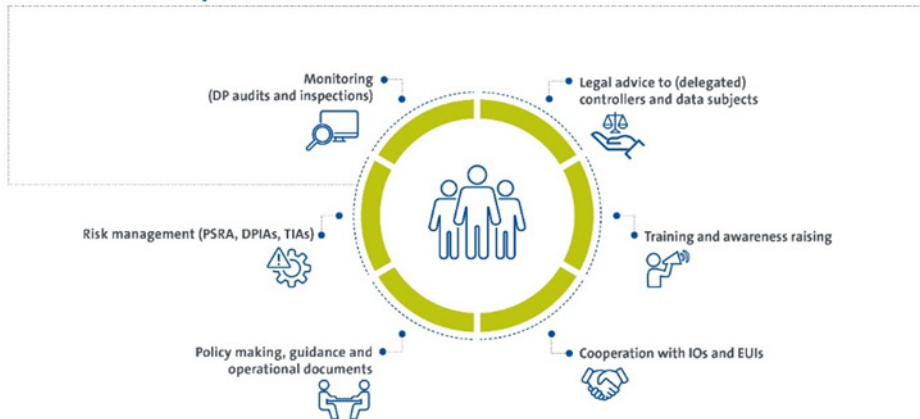 Monitoring
(DP audits and inspections)
Legal advice to (delegated)
controllers and data subjects
Risk management (PSRA, DPIAs, TIAs)
Training and awareness raising
Policy making, guidance and
operational documents
Cooperation with IOs and EUIs